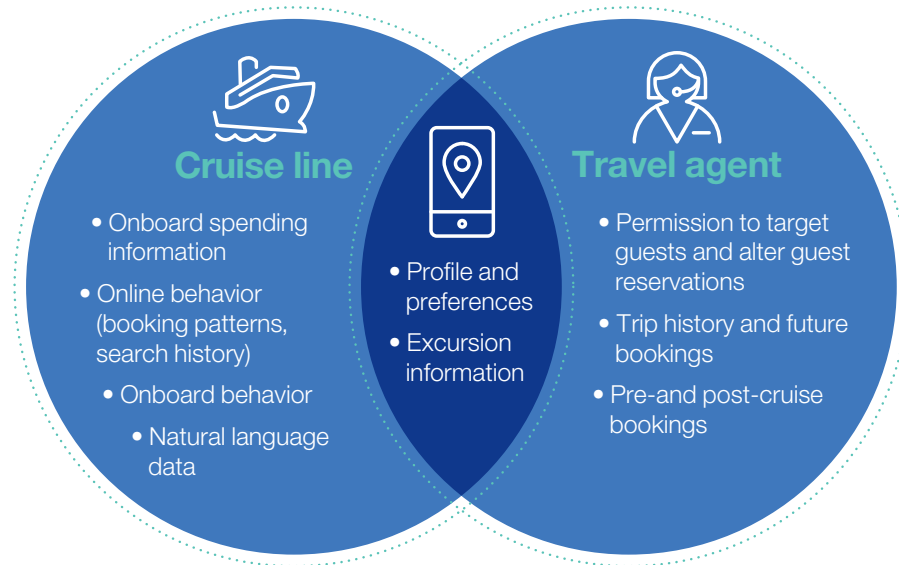 Cruise line
• Onboard spending
information
• Online behavior
(booking patterns,
search history)
• Onboard behavior
• Natural language
data
• Profile and
preferences
• Excursion
information
Travel agent
• Permission to target
guests and alter guest
reservations
• Trip history and future
bookings
• Pre-and post-cruise
bookings